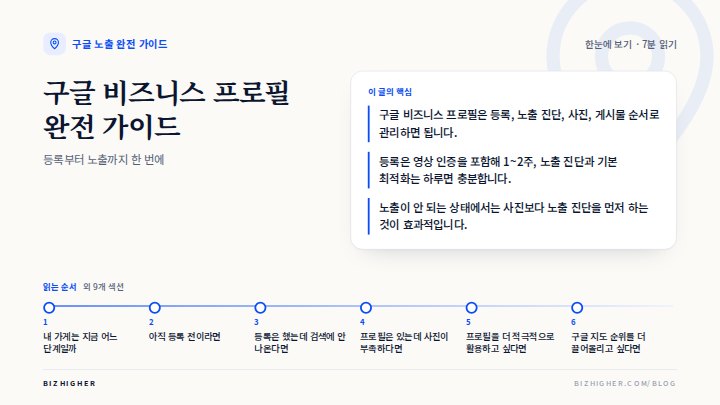 구글 노출 완전 가이드
한눈에 보기 · 7분 읽기
구글 비즈니스 프로필
완전 가이드
등록부터 노출까지 한 번에
이 글의 핵심
구글 비즈니스 프로필은 등록, 노출 진단, 사진, 게시물 순서로
관리하면 됩니다.
등록은 영상 인증을 포함해 1~2주, 노출 진단과 기본
최적화는 하루면 충분합니다.
노출이 안 되는 상태에서는 사진보다 노출 진단을 먼저 하는
것이 효과적입니다.
읽는 순서 외 9개 섹션
1
내 가게는 지금 어느
단계일까
2
아직 등록 전이라면
3
등록은 했는데 검색에 안
나온다면
4
프로필은 있는데 사진이
부족하다면
5
프로필을 더 적극적으로
활용하고 싶다면
6
구글 지도 순위를 더
끌어올리고 싶다면
BIZHIGHER
BIZHIGHER.COM/BLOG